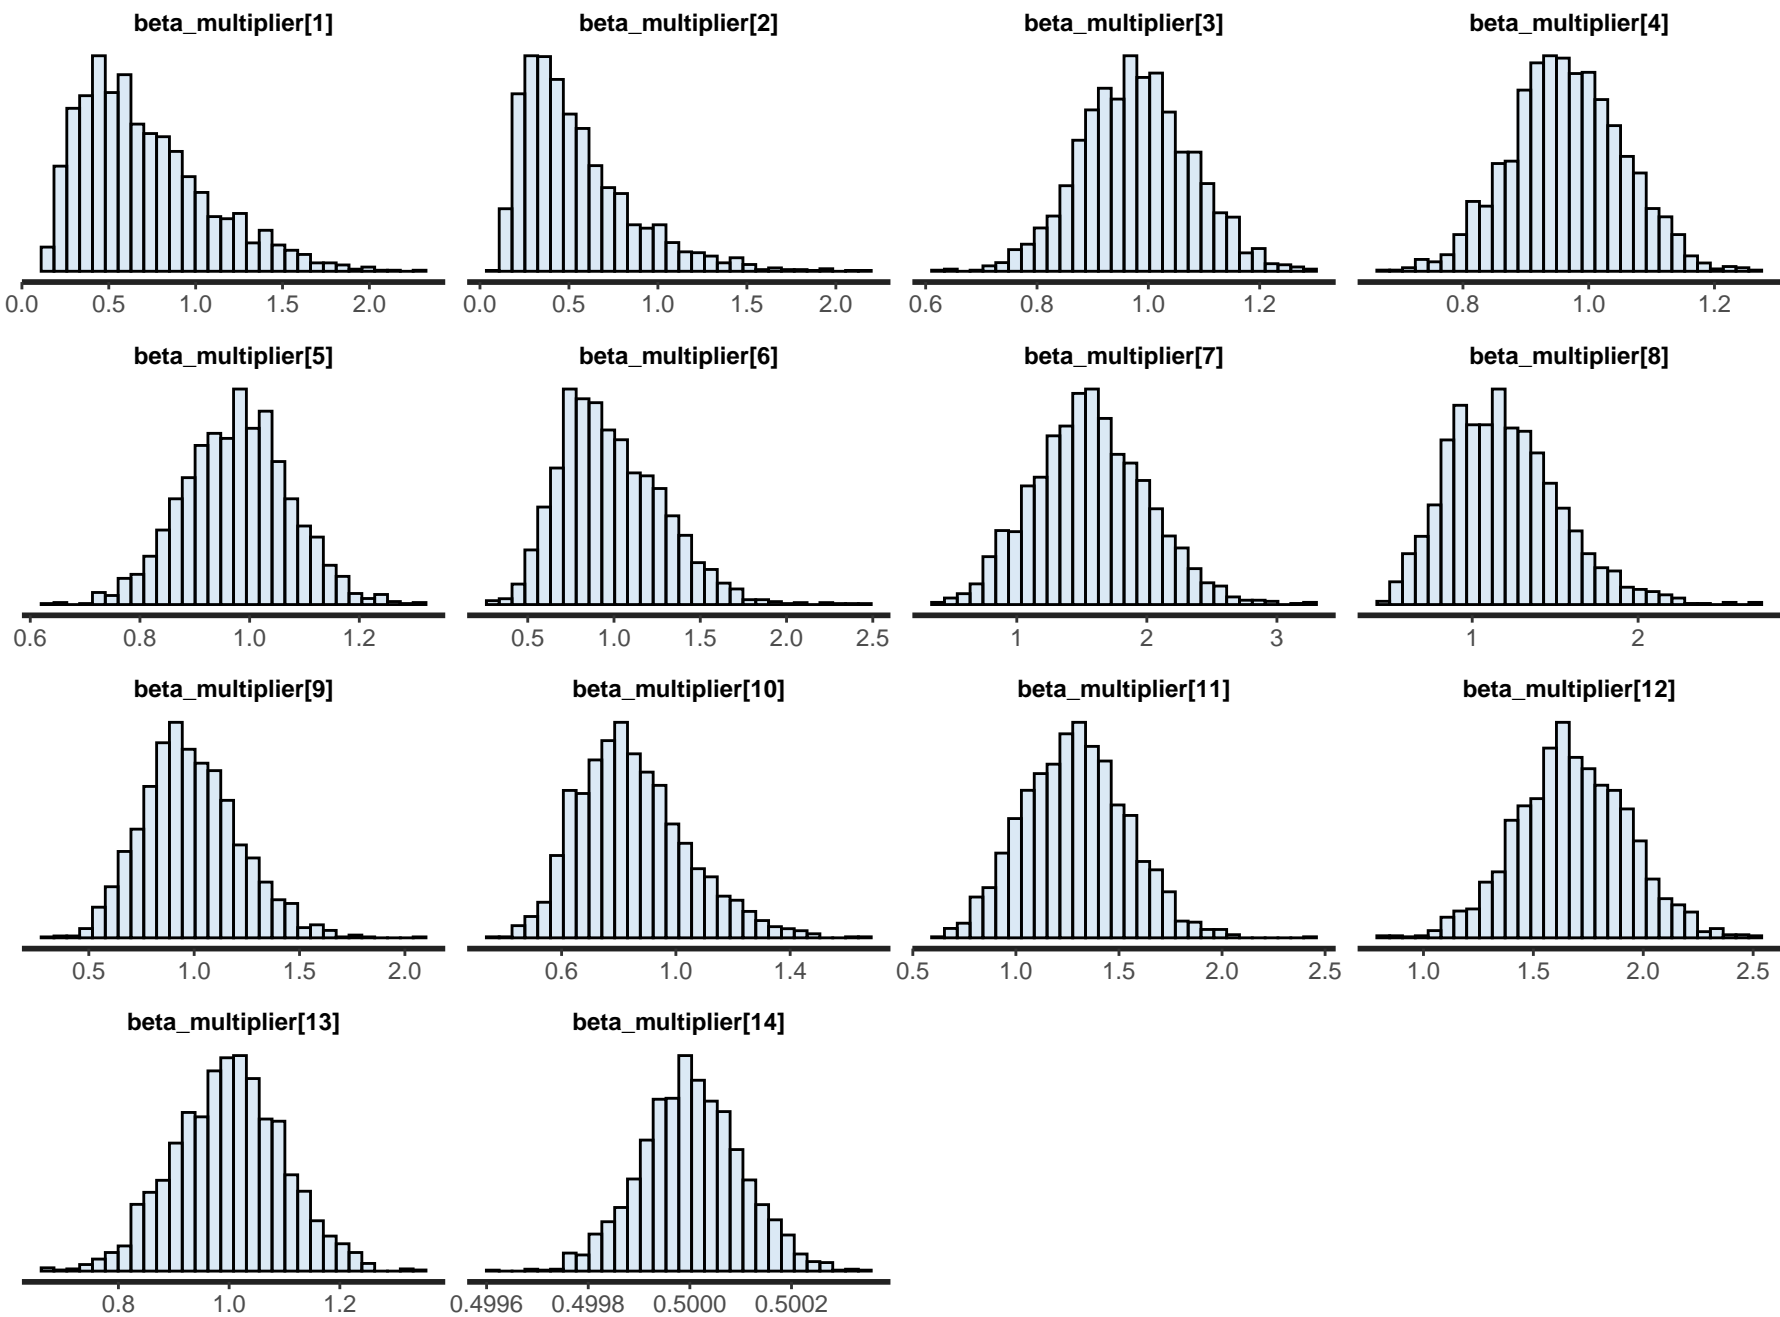 beta_multiplier[1] beta_multiplier[2] beta_multiplier[3] beta_multiplier[4]
0.0 0.5 1.0 1.5 2.0 0.0 0.5 1.0 1.5 2.0 0.6 0.8 1.0 1.2 0.8 1.0 1.2
beta_multiplier[5] beta_multiplier[6] beta_multiplier[7] beta_multiplier[8]
0.6 0.8 1.0 1.2 0.5 1.0 1.5 2.0 2.5 1 2 3 1 2
beta_multiplier[9] beta_multiplier[10] beta_multiplier[11] beta_multiplier[12]
0.5 1.0 1.5 2.0 0.6 1.0 1.4 0.5 1.0 1.5 2.0 2.5 1.0 1.5 2.0 2.5
beta_multiplier[13] beta_multiplier[14]
0.8 1.0 1.2 0.4996 0.4998 0.5000 0.5002